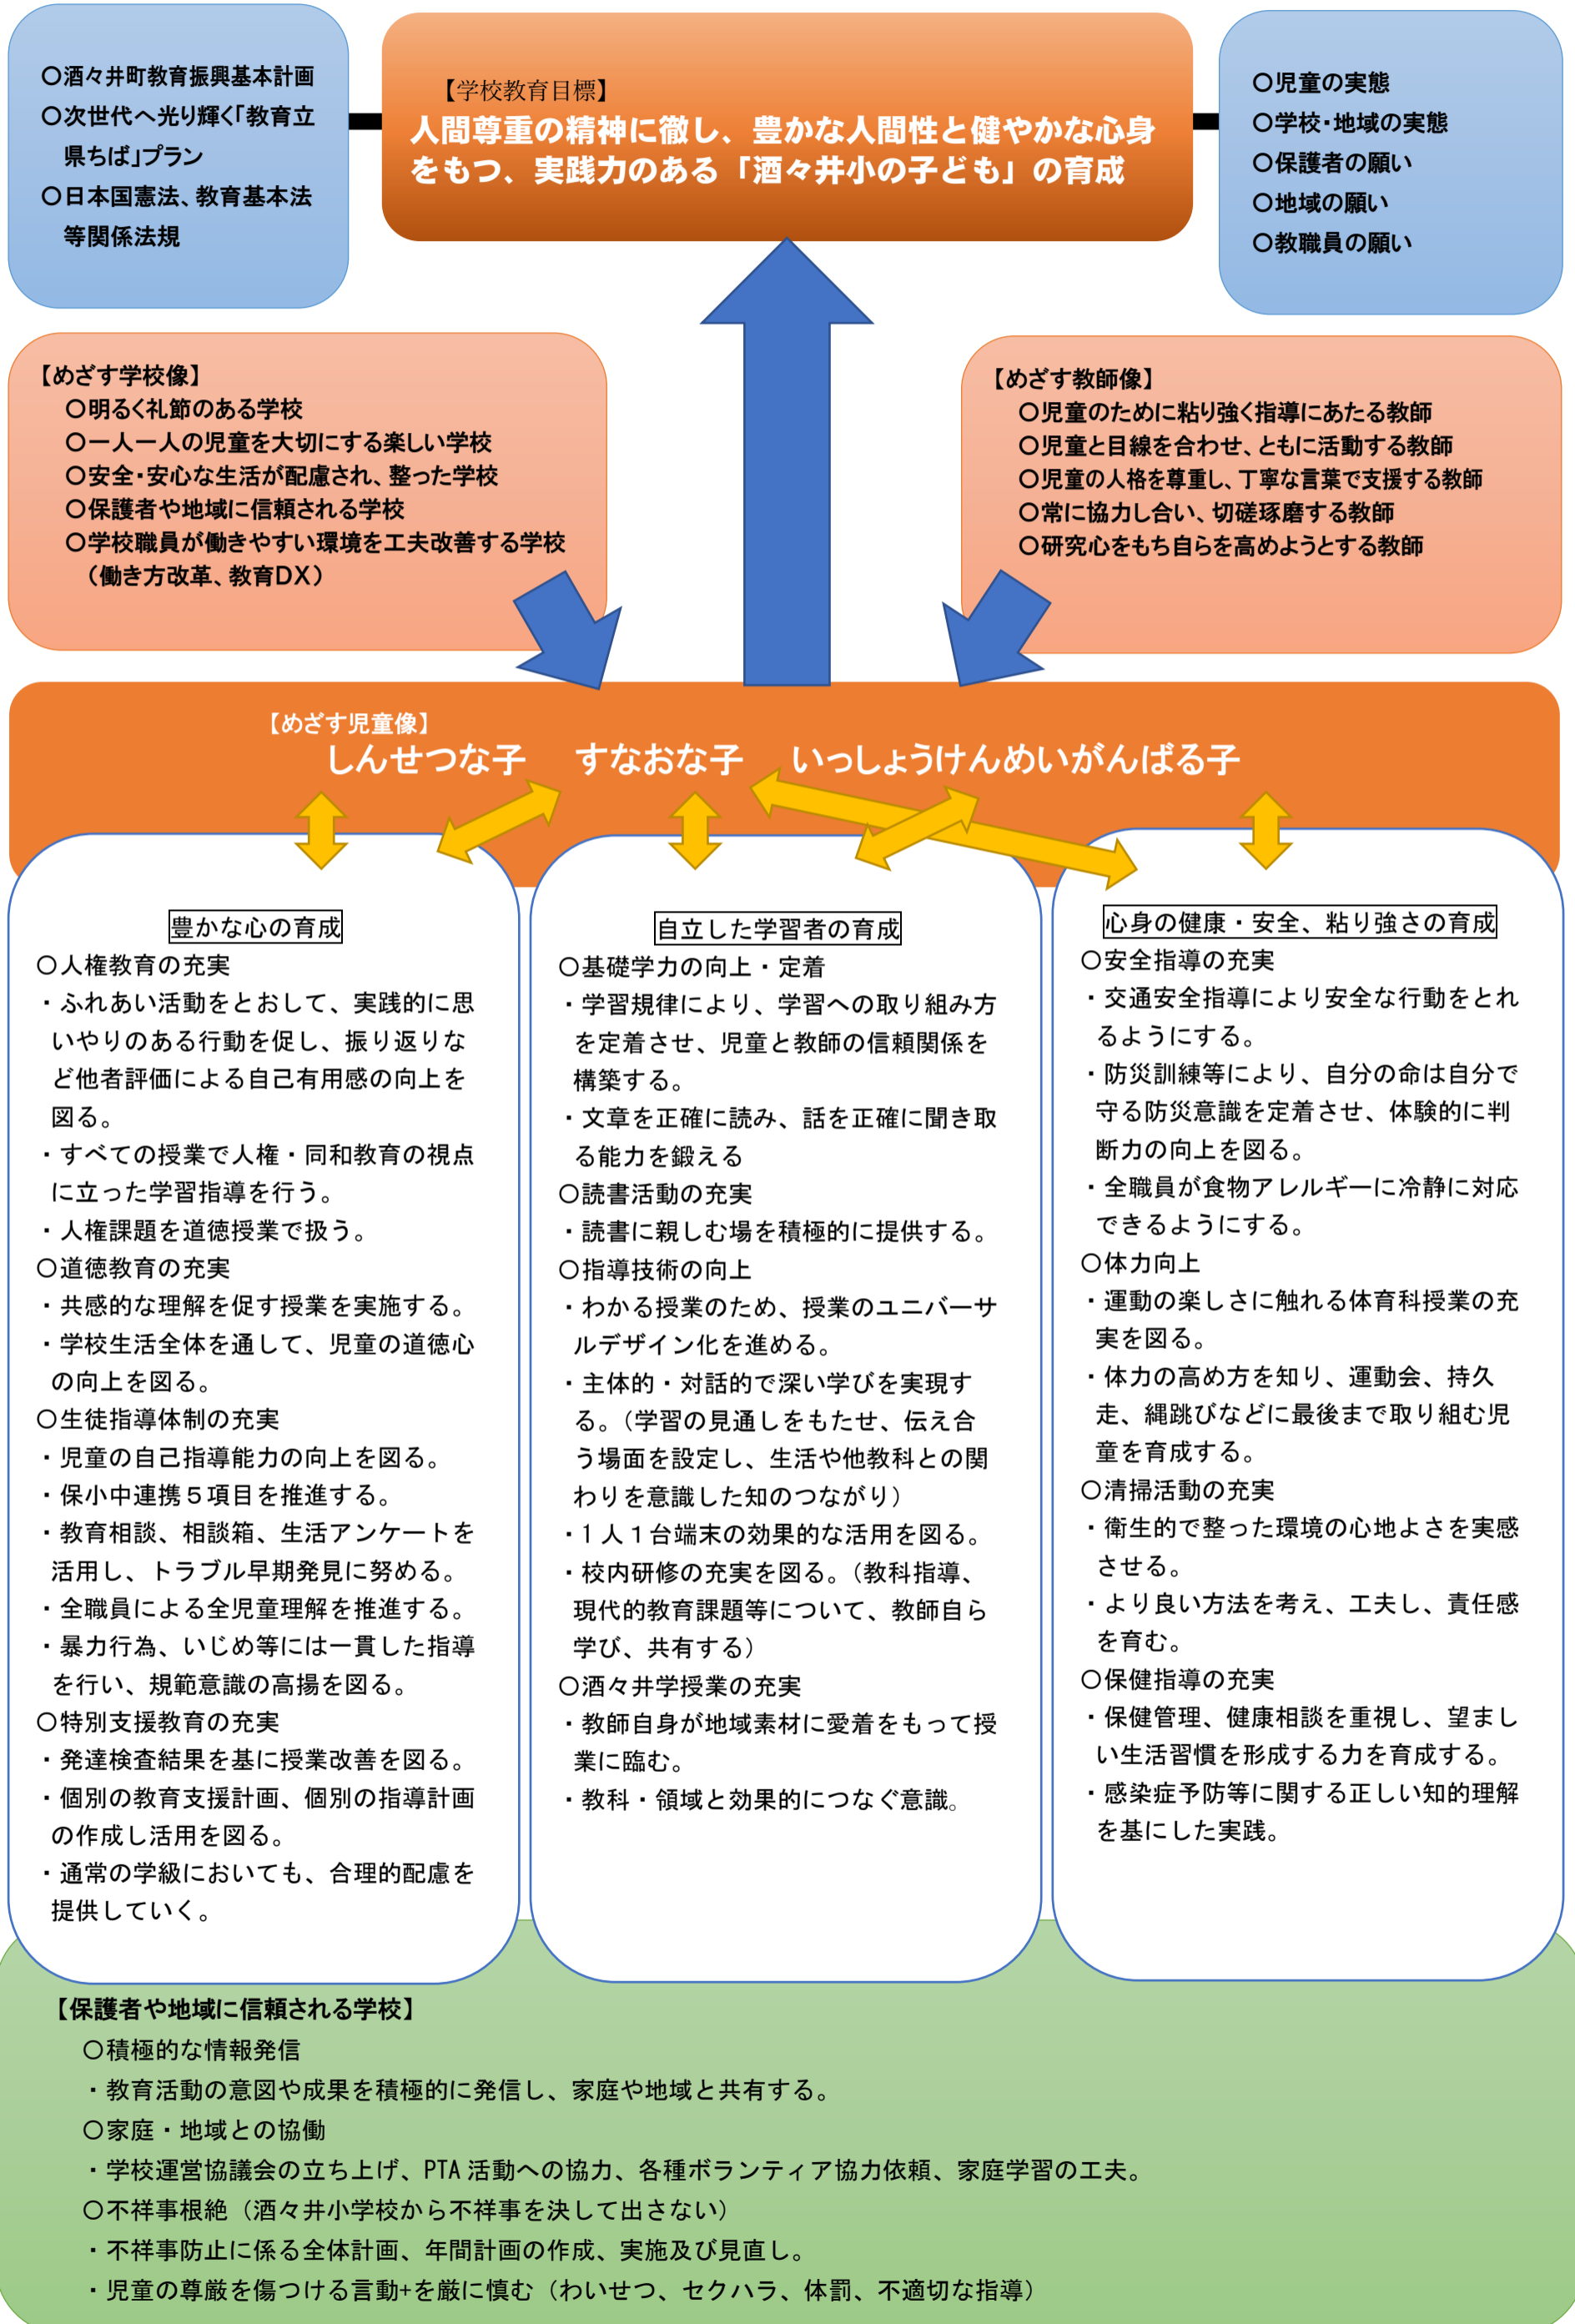 〇酒々井町教育振興基本計画
〇次世代へ光り輝く「教育立
県ちば」プラン
〇日本国憲法、教育基本法
等関係法規
【学校教育目標】
人間尊重の精神に徹し、豊かな人間性と健やかな心身
をもつ、実践力のある「酒々井小の子ども」の育成
〇児童の実態
〇学校・地域の実態
〇保護者の願い
〇地域の願い
〇教職員の願い
【めざす学校像】
〇明るく礼節のある学校
〇一人一人の児童を大切にする楽しい学校
〇安全・安心な生活が配慮され、整った学校
〇保護者や地域に信頼される学校
〇学校職員が働きやすい環境を工夫改善する学校
（働き方改革、教育DX）
【めざす教師像】
〇児童のために粘り強く指導にあたる教師
〇児童と目線を合わせ、ともに活動する教師
〇児童の人格を尊重し、丁寧な言葉で支援する教師
〇常に協力し合い、切磋琢磨する教師
〇研究心をもち自らを高めようとする教師
【めざす児童像】
しんせつな子　すなおな子　いっしょうけんめいがんばる子
豊かな心の育成
〇人権教育の充実
・ふれあい活動をとおして、実践的に思
いやりのある行動を促し、振り返りな
ど他者評価による自己有用感の向上を
図る。
・すべての授業で人権・同和教育の視点
に立った学習指導を行う。
・人権課題を道徳授業で扱う。
〇道徳教育の充実
・共感的な理解を促す授業を実施する。
・学校生活全体を通して、児童の道徳心
の向上を図る。
〇生徒指導体制の充実
・児童の自己指導能力の向上を図る。
・保小中連携５項目を推進する。
・教育相談、相談箱、生活アンケートを
活用し、トラブル早期発見に努める。
・全職員による全児童理解を推進する。
・暴力行為、いじめ等には一貫した指導
を行い、規範意識の高揚を図る。
〇特別支援教育の充実
・発達検査結果を基に授業改善を図る。
・個別の教育支援計画、個別の指導計画
の作成し活用を図る。
・通常の学級においても、合理的配慮を
提供していく。
自立した学習者の育成
〇基礎学力の向上・定着
・学習規律により、学習への取り組み方
を定着させ、児童と教師の信頼関係を
構築する。
・文章を正確に読み、話を正確に聞き取
る能力を鍛える
〇読書活動の充実
・読書に親しむ場を積極的に提供する。
〇指導技術の向上
・わかる授業のため、授業のユニバーサ
ルデザイン化を進める。
・主体的・対話的で深い学びを実現す
る。（学習の見通しをもたせ、伝え合
う場面を設定し、生活や他教科との関
わりを意識した知のつながり）
・1人１台端末の効果的な活用を図る。
・校内研修の充実を図る。（教科指導、
現代的教育課題等について、教師自ら
学び、共有する）
〇酒々井学授業の充実
・教師自身が地域素材に愛着をもって授
業に臨む。
・教科・領域と効果的につなぐ意識。
心身の健康・安全、粘り強さの育成
〇安全指導の充実
・交通安全指導により安全な行動をとれ
るようにする。
・防災訓練等により、自分の命は自分で
守る防災意識を定着させ、体験的に判
断力の向上を図る。
・全職員が食物アレルギーに冷静に対応
できるようにする。
〇体力向上
・運動の楽しさに触れる体育科授業の充
実を図る。
・体力の高め方を知り、運動会、持久
走、縄跳びなどに最後まで取り組む児
童を育成する。
〇清掃活動の充実
・衛生的で整った環境の心地よさを実感
させる。
・より良い方法を考え、工夫し、責任感
を育む。
〇保健指導の充実
・保健管理、健康相談を重視し、望まし
い生活習慣を形成する力を育成する。
・感染症予防等に関する正しい知的理解
を基にした実践。
【保護者や地域に信頼される学校】
〇積極的な情報発信
・教育活動の意図や成果を積極的に発信し、家庭や地域と共有する。
〇家庭・地域との協働
・学校運営協議会の立ち上げ、PTA活動への協力、各種ボランティア協力依頼、家庭学習の工夫。
〇不祥事根絶（酒々井小学校から不祥事を決して出さない）
・不祥事防止に係る全体計画、年間計画の作成、実施及び見直し。
・児童の尊厳を傷つける言動+を厳に慎む（わいせつ、セクハラ、体罰、不適切な指導）